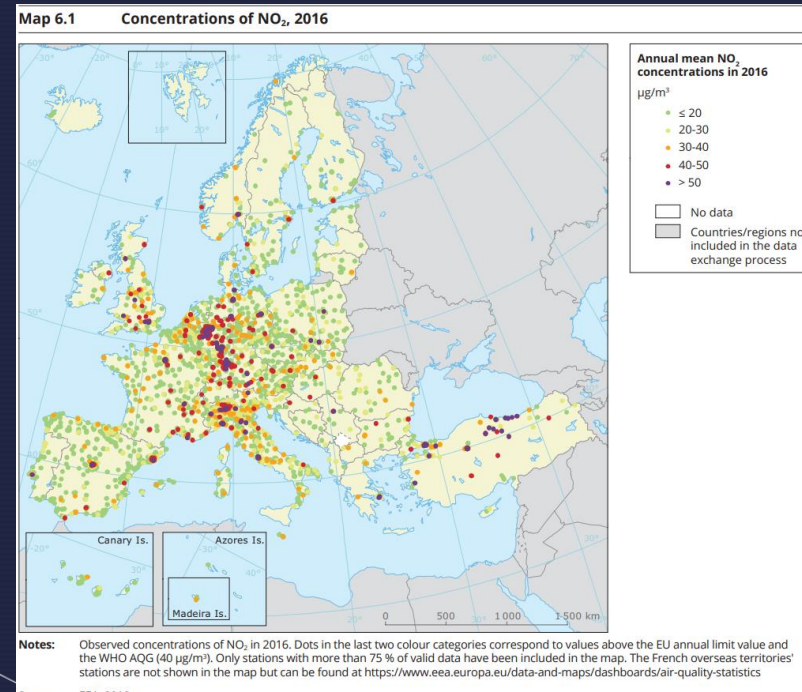 Map 6.1 Concentrations of NO₂, 2016
Annual mean NO₂
concentrations in 2016
µg/m³
≤ 20
20-30
30-40
40-50
> 50
No data
Countries/regions no
included in the data
exchange process
Canary Is.
Azores Is.
Madeira Is.
0 500 1 500 km
Notes: Observed concentrations of NO₂ in 2016. Dots in the last two colour categories correspond to values above the EU annual limit value and
the WHO AQG (40 µg/m³). Only stations with more than 75 % of valid data have been included in the map. The French overseas territories'
stations are not shown in the map but can be found at https://www.eea.europa.eu/data-and-maps/dashboards/air-quality-statistics